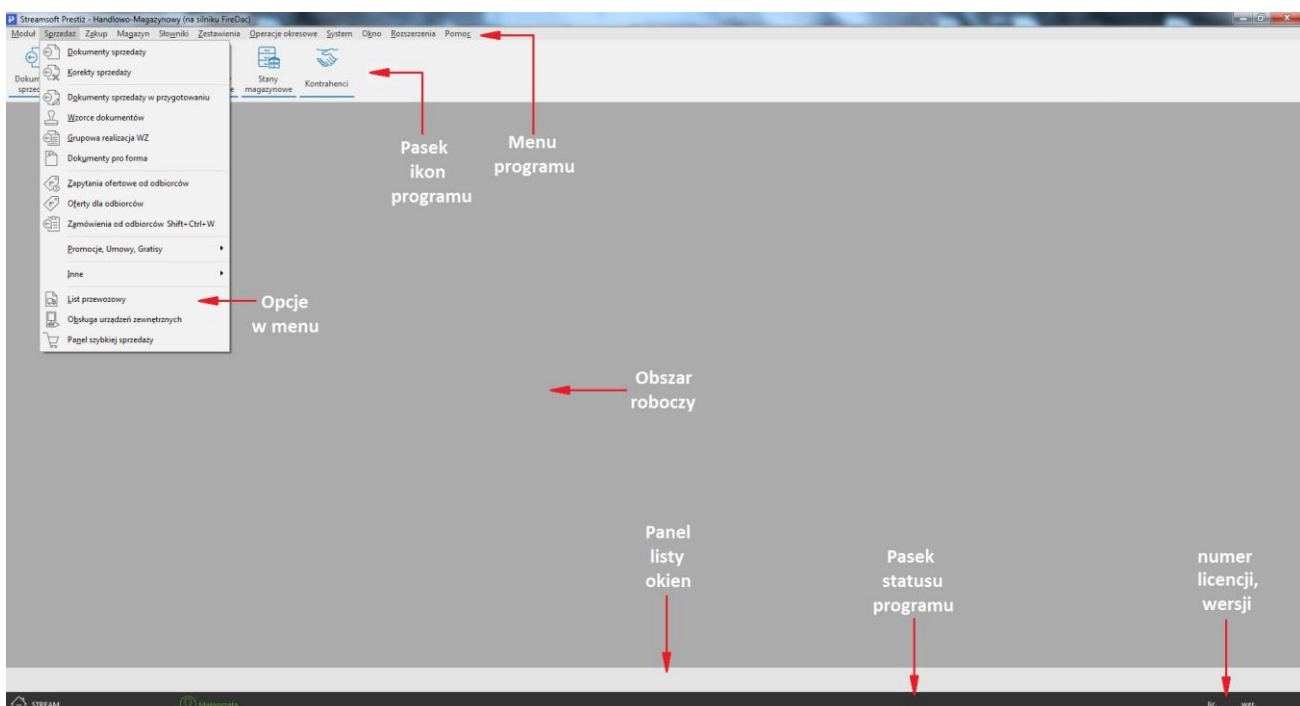 Streamsoft Prestiż - Handlowo-Magazynowy (na silniku FireDac)
Moduł Sprzedaż Zakup Magazyn Słowniki Zestawienia Operacje okresowe System Okno Rozszerzenia Pomoc
Dokumenty sprzedaży
Korekty sprzedaży
Dokumenty sprzedaży w przygotowaniu
Wzorce dokumentów
Grupowa realizacja WZ
Dokumenty pro forma
Zapytania ofertowe od odbiorców
Oferty dla odbiorców
Zamówienia od odbiorców Shift+Ctrl+W
Promocje, Umowy, Gratisy
Inne
List przewozowy
Obsługa urządzeń zewnętrznych
Panel szybkiej sprzedaży
Stany
magazynowe
Kontrahenci
Pasek
ikon
programu
Menu
programu
Opcje
w menu
Obszar
roboczy
Panel
listy
okien
Pasek
statusu
programu
numer
licencji,
wersji
STREAM
Małgorzata
lic. wer.